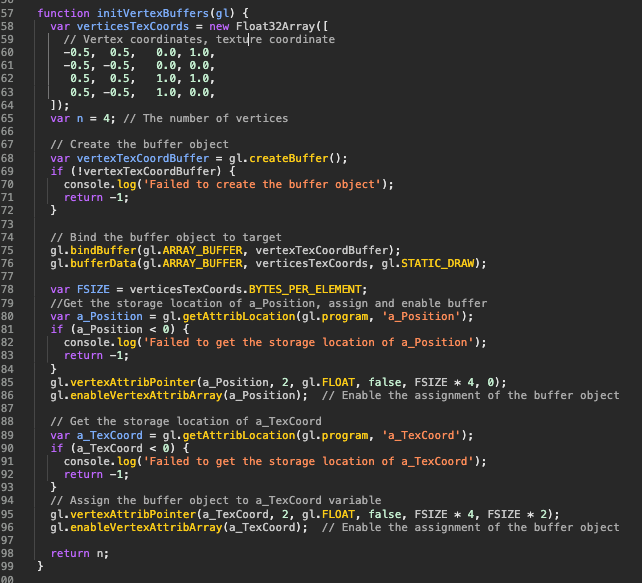 57 function initVertexBuffers(gl) {
58 var verticesTexCoords = new Float32Array([
59 // Vertex coordinates, texture coordinate
60 -0.5, 0.5, 0.0, 1.0,
61 -0.5, -0.5, 0.0, 0.0,
62 0.5, 0.5, 1.0, 1.0,
63 0.5, -0.5, 1.0, 0.0,
64 ]);
65 var n = 4; // The number of vertices
66
67 // Create the buffer object
68 var vertexTexCoordBuffer = gl.createBuffer();
69 if (!vertexTexCoordBuffer) {
70 console.log('Failed to create the buffer object');
71 return -1;
72 }
73
74 // Bind the buffer object to target
75 gl.bindBuffer(gl.ARRAY_BUFFER, vertexTexCoordBuffer);
76 gl.bufferData(gl.ARRAY_BUFFER, verticesTexCoords, gl.STATIC_DRAW);
77
78 var FSIZE = verticesTexCoords.BYTES_PER_ELEMENT;
79 //Get the storage location of a_Position, assign and enable buffer
80 var a_Position = gl.getAttribLocation(gl.program, 'a_Position');
81 if (a_Position < 0) {
82 console.log('Failed to get the storage location of a_Position');
83 return -1;
84 }
85 gl.vertexAttribPointer(a_Position, 2, gl.FLOAT, false, FSIZE * 4, 0);
86 gl.enableVertexAttribArray(a_Position); // Enable the assignment of the buffer object
87
88 // Get the storage location of a_TexCoord
89 var a_TexCoord = gl.getAttribLocation(gl.program, 'a_TexCoord');
90 if (a_TexCoord < 0) {
91 console.log('Failed to get the storage location of a_TexCoord');
92 return -1;
93 }
94 // Assign the buffer object to a_TexCoord variable
95 gl.vertexAttribPointer(a_TexCoord, 2, gl.FLOAT, false, FSIZE * 4, FSIZE * 2);
96 gl.enableVertexAttribArray(a_TexCoord); // Enable the assignment of the buffer object
97
98 return n;
99 }